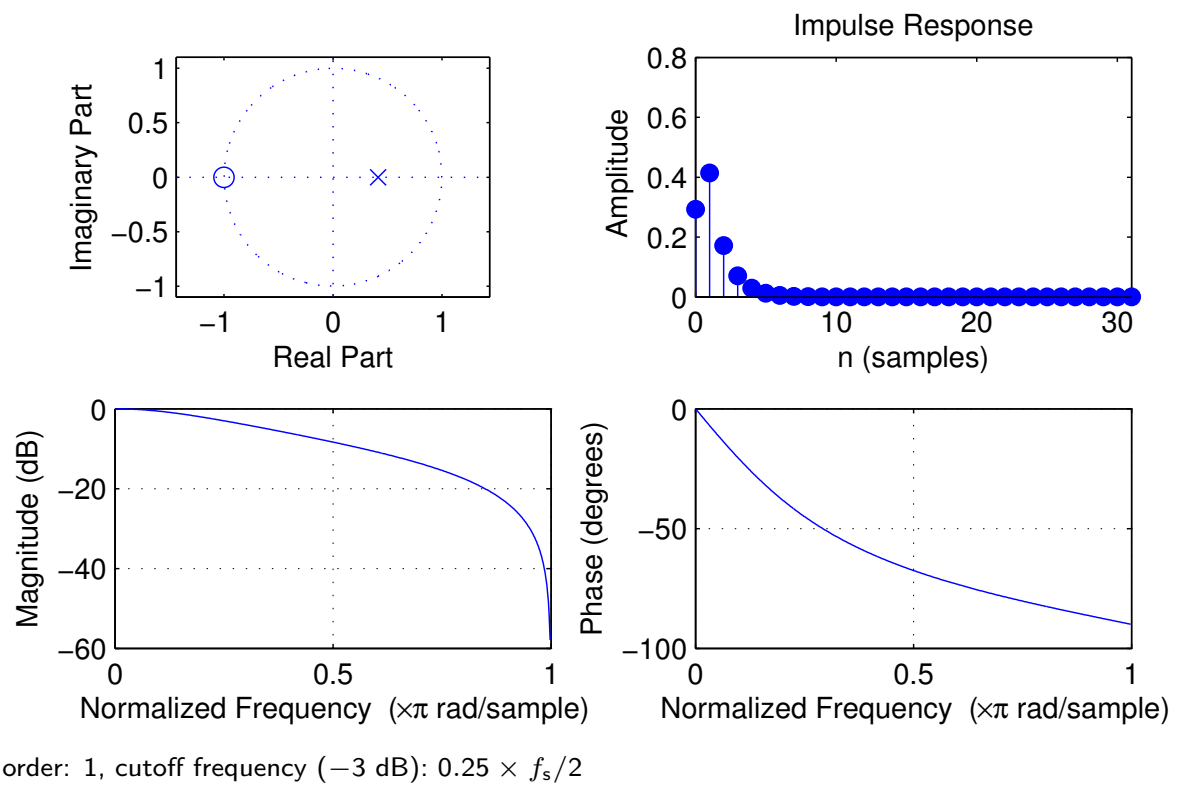 Impulse Response
1
0.5
0
−0.5
−1
Imaginary Part
−1 0 1
Real Part
0.8
0.6
0.4
0.2
0
Amplitude
0 10 20 30
n (samples)
0
−20
−40
−60
Magnitude (dB)
0 0.5 1
Normalized Frequency (×π rad/sample)
0
−50
−100
Phase (degrees)
0 0.5 1
Normalized Frequency (×π rad/sample)
order: 1, cutoff frequency (−3 dB): 0.25 × fₛ/2